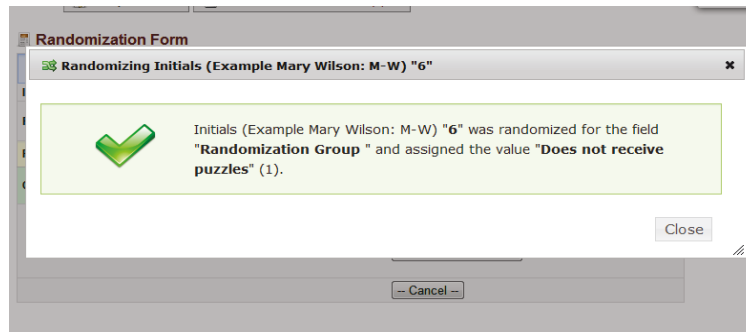 Randomization Form
Randomizing Initials (Example Mary Wilson: M-W) "6"
Initials (Example Mary Wilson: M-W) "6" was randomized for the field
"Randomization Group " and assigned the value "Does not receive
puzzles" (1).
Close
-- Cancel --